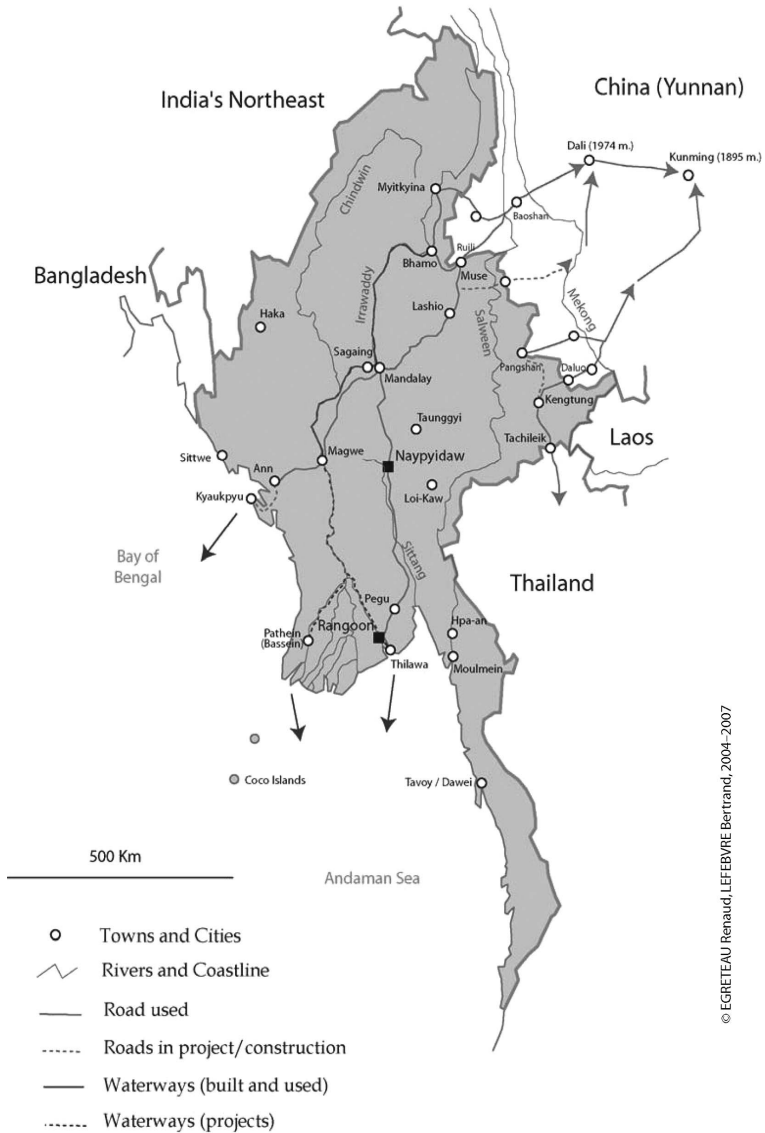 India's Northeast
China (Yunnan)
Dali (1974 m.)
Kunming (1895 m.)
Myitkyina
Chindwin
Baoshan
Ruili
Bhamo
Muse
Bangladesh
Irrawaddy
Mekong
Haka
Lashio
Salween
Sagaing
Mandalay
Pangshan
Daluo
Kengtung
Taunggyi
Tachileik
Laos
Sittwe
Magwe
Naypyidaw
Ann
Kyaukpyu
Loi-Kaw
Bay of
Bengal
Sittang
Thailand
Pegu
Rangoon
Pathein
(Bassein)
Hpa-an
Thilawa
Moulmein
Coco Islands
Tavoy / Dawei
500 Km
Andaman Sea
Towns and Cities
Rivers and Coastline
Road used
Roads in project/construction
Waterways (built and used)
Waterways (projects)
© EGRETEAU Renaud, LEFEBVRE Bertrand, 2004–2007